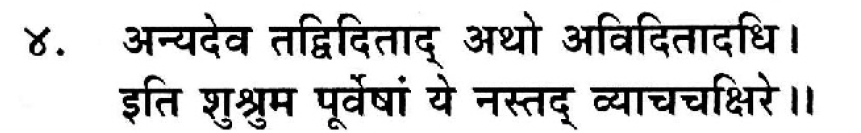 ४. अन्यदेव तद्विदिताद् अथो अविदितादधि।
इति शुश्रुम पूर्वेषां ये नस्तद् व्याचचक्षिरे॥